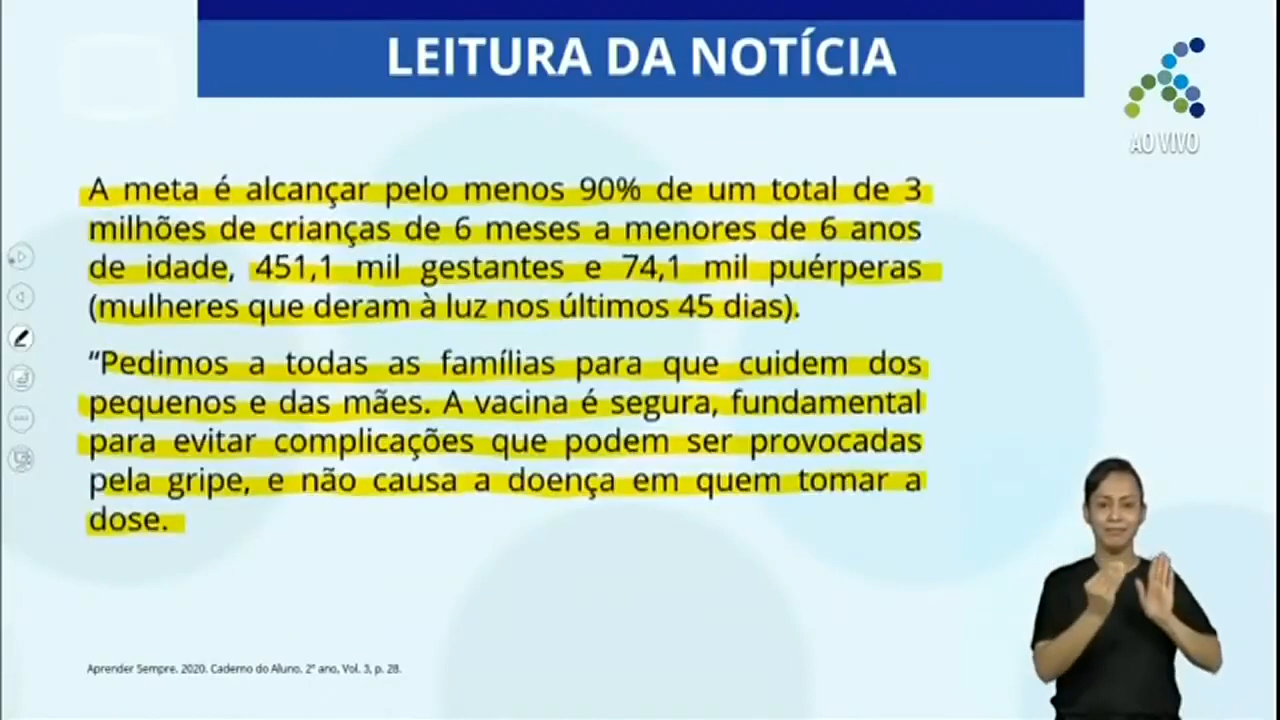 LEITURA DA NOTÍCIA
AO VIVO
A meta é alcançar pelo menos 90% de um total de 3
milhões de crianças de 6 meses a menores de 6 anos
de idade, 451,1 mil gestantes e 74,1 mil puérperas
(mulheres que deram à luz nos últimos 45 dias).
“Pedimos a todas as famílias para que cuidem dos
pequenos e das mães. A vacina é segura, fundamental
para evitar complicações que podem ser provocadas
pela gripe, e não causa a doença em quem tomar a
dose.
Aprender Sempre. 2020. Caderno do Aluno. 2º ano, Vol. 3, p. 28.